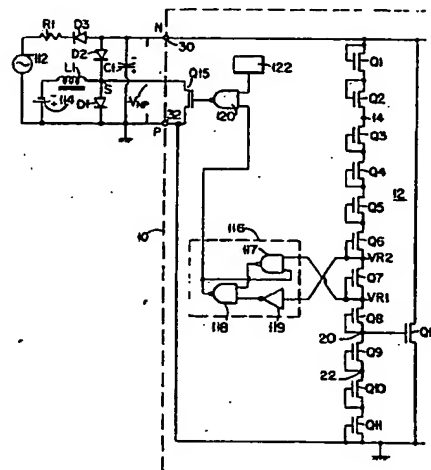 R1 D3 N 30
112 D2 C1 Q15 122 Q1
L1 S VNP 120 Q2
114 D1 32 14
P Q3
Q4 12
116 Q5
10 117 Q6
VR2
Q7
VR1
118 119 Q8
20
Q9
22
Q10
Q11